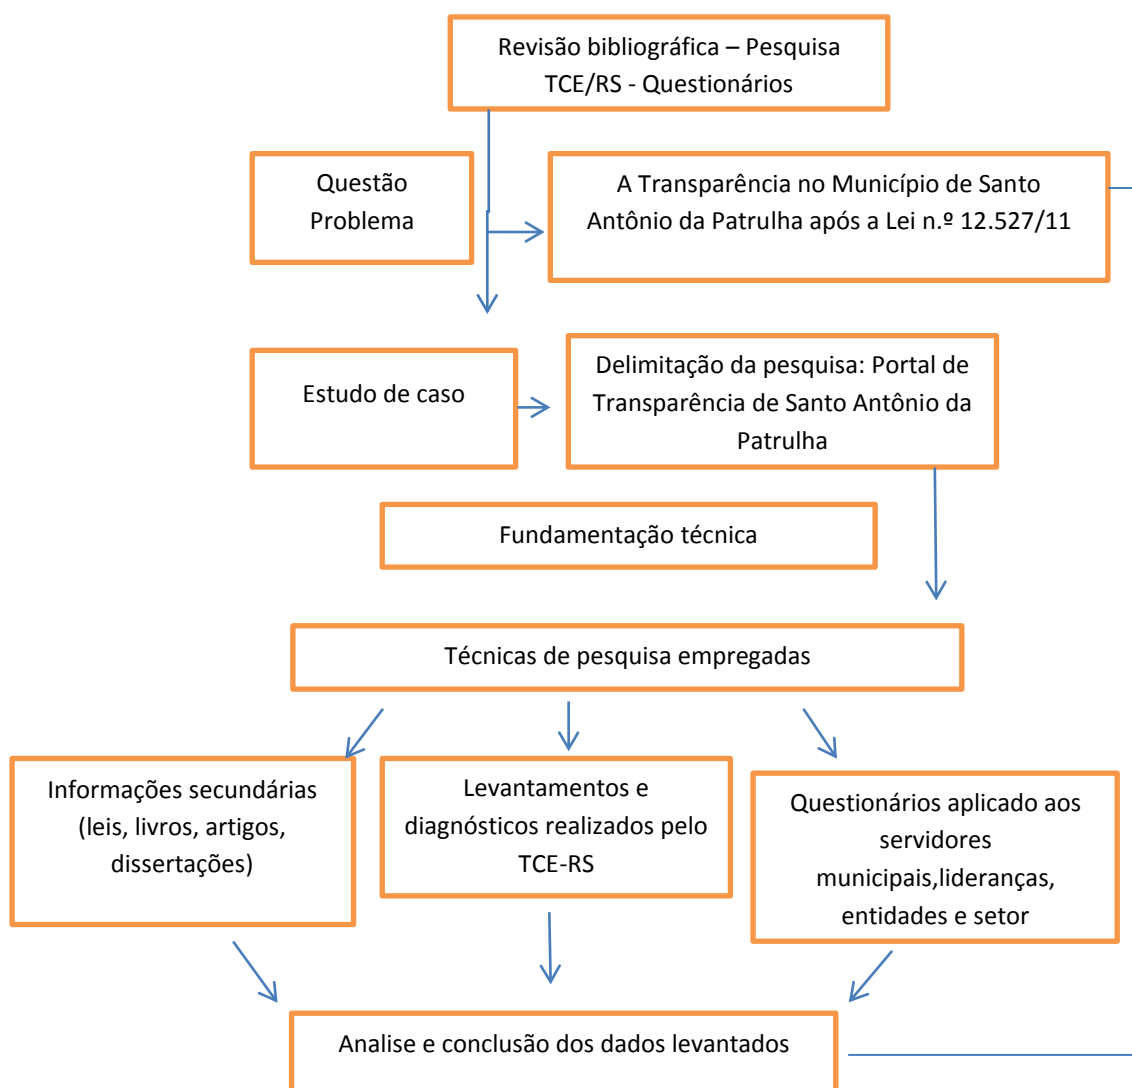 Revisão bibliográfica – Pesquisa
TCE/RS - Questionários
Questão
Problema
A Transparência no Município de Santo
Antônio da Patrulha após a Lei n.º 12.527/11
Estudo de caso
Delimitação da pesquisa: Portal de
Transparência de Santo Antônio da
Patrulha
Fundamentação técnica
Técnicas de pesquisa empregadas
Informações secundárias
(leis, livros, artigos,
dissertações)
Levantamentos e
diagnósticos realizados pelo
TCE-RS
Questionários aplicado aos
servidores
municipais,lideranças,
entidades e setor
Analise e conclusão dos dados levantados